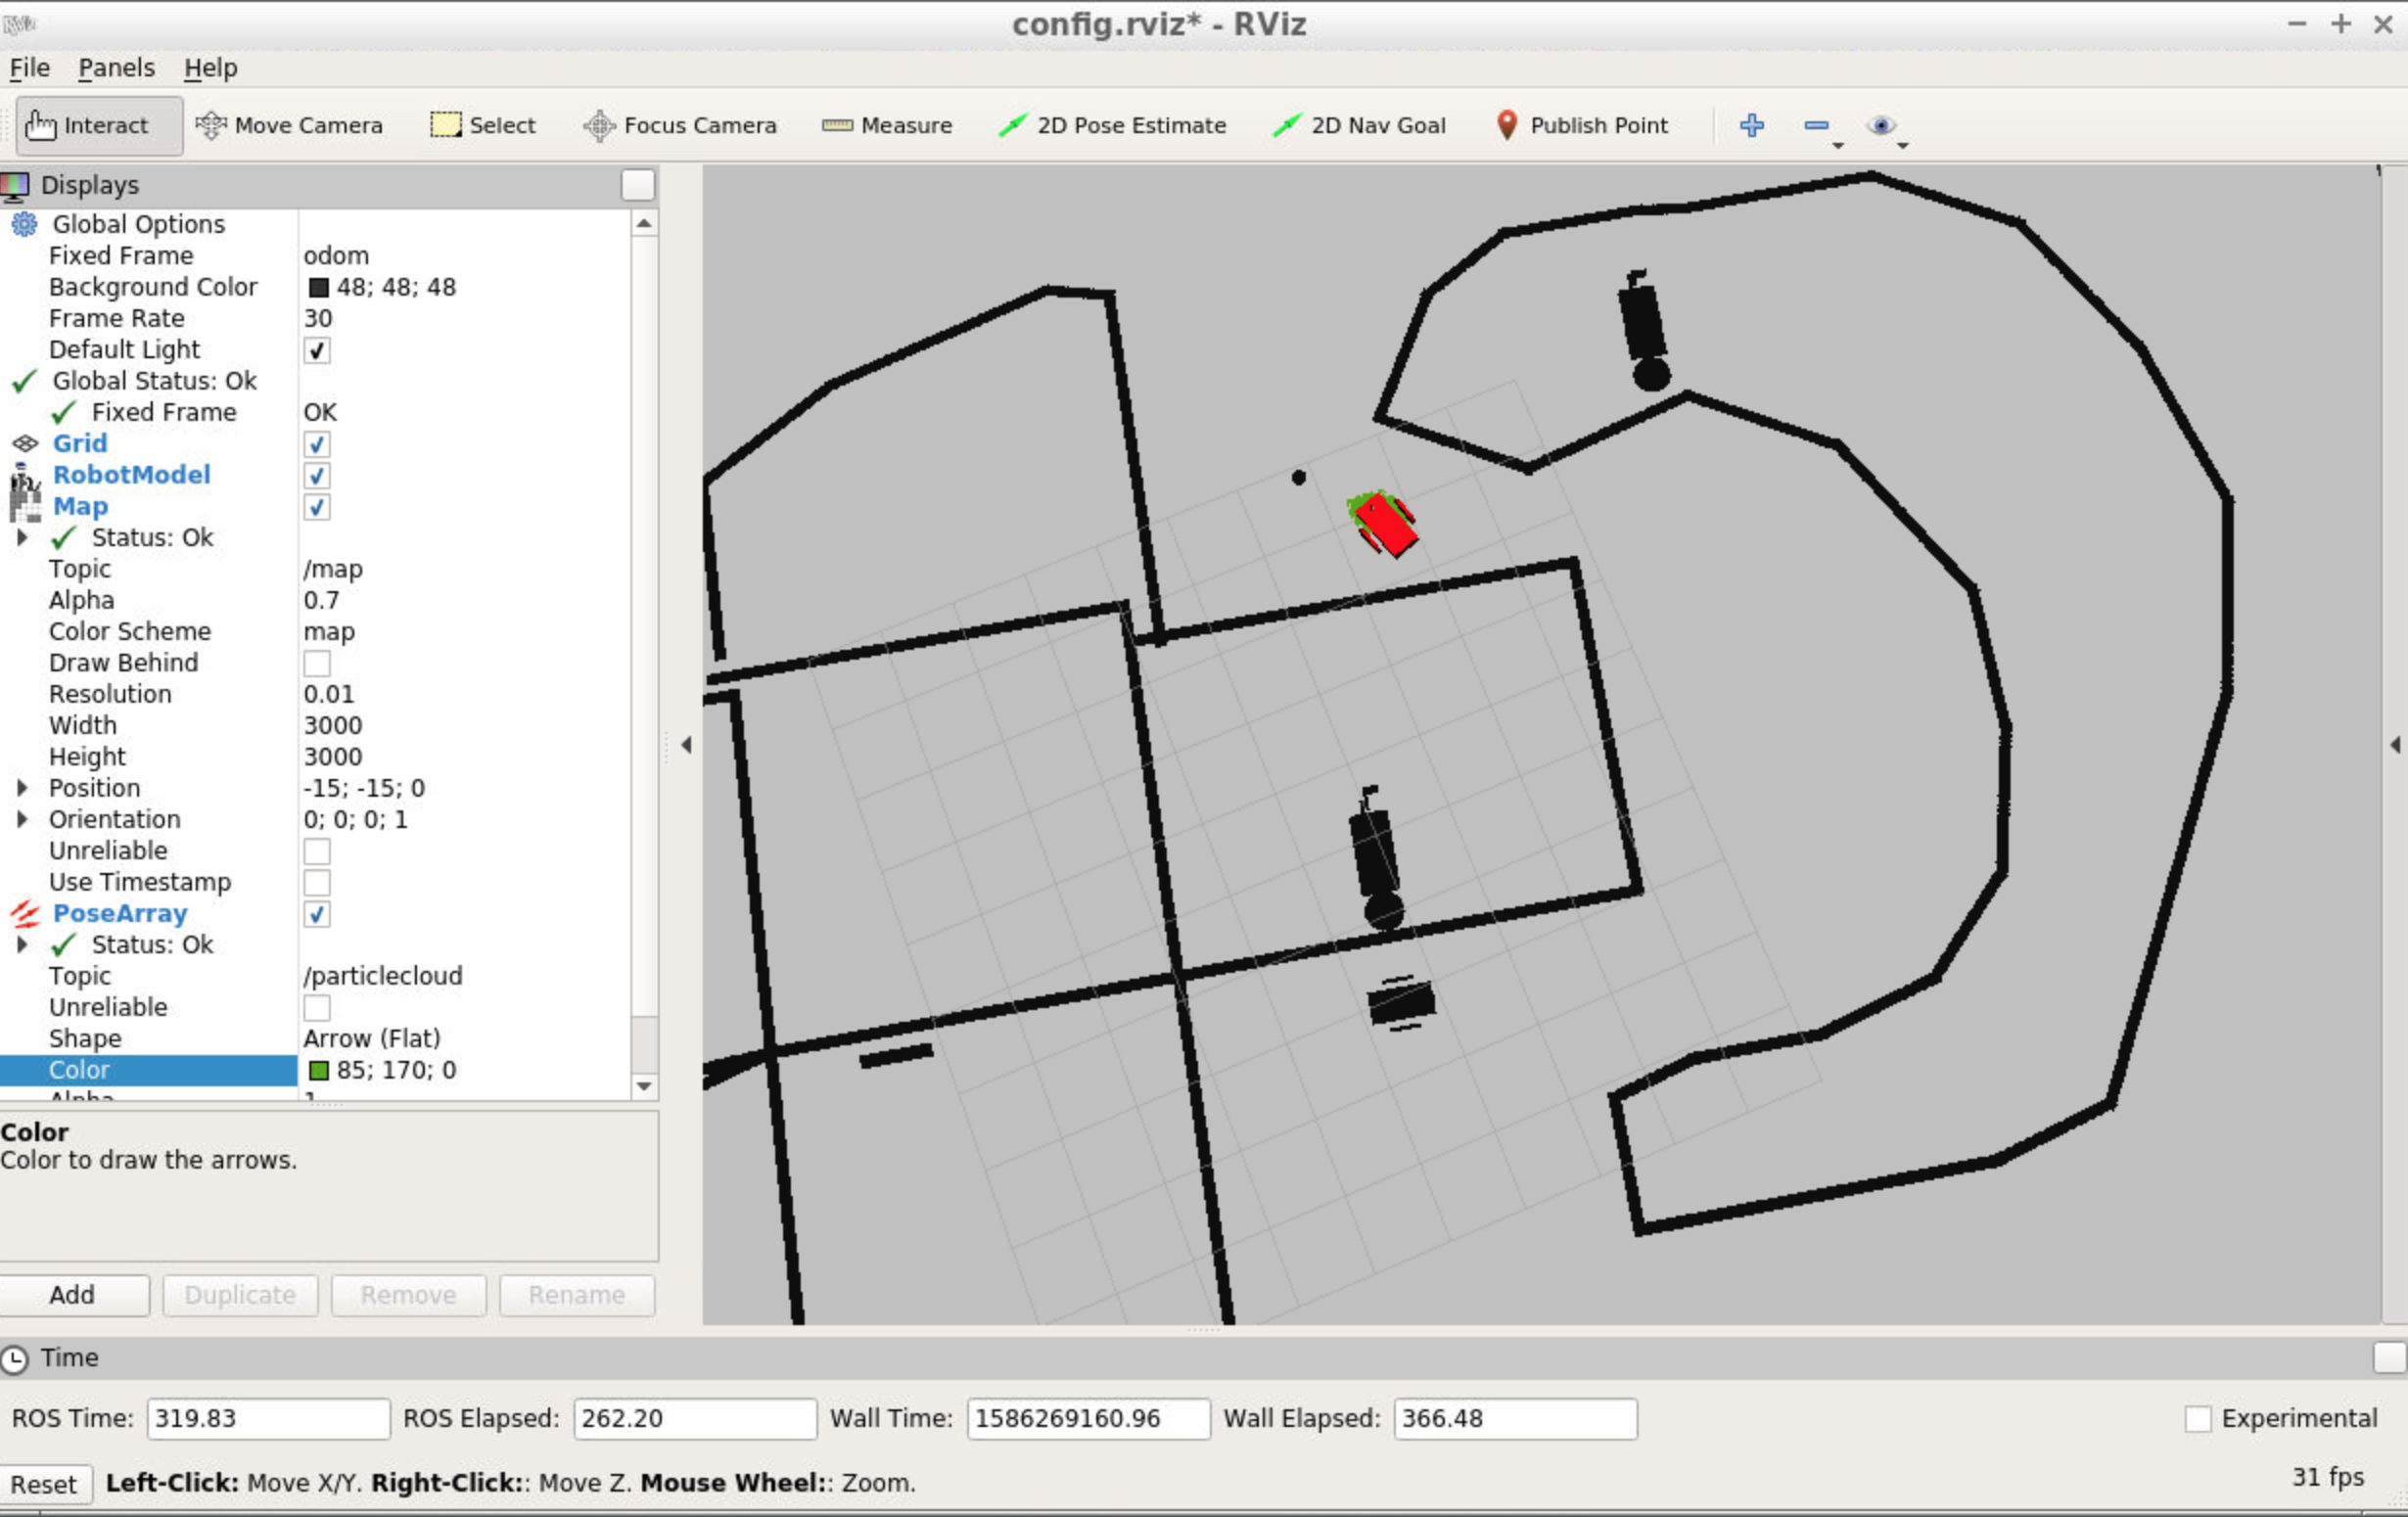 config.rviz* - RViz
File Panels Help
Interact Move Camera Select Focus Camera Measure 2D Pose Estimate 2D Nav Goal Publish Point
Displays
Global Options
Fixed Frame odom
Background Color 48; 48; 48
Frame Rate 30
Default Light
Global Status: Ok
Fixed Frame OK
Grid
RobotModel
Map
Status: Ok
Topic /map
Alpha 0.7
Color Scheme map
Draw Behind
Resolution 0.01
Width 3000
Height 3000
Position -15; -15; 0
Orientation 0; 0; 0; 1
Unreliable
Use Timestamp
PoseArray
Status: Ok
Topic /particlecloud
Unreliable
Shape Arrow (Flat)
Color 85; 170; 0
Alpha 1
Color
Color to draw the arrows.
Add Duplicate Remove Rename
Time
ROS Time: 319.83 ROS Elapsed: 262.20 Wall Time: 1586269160.96 Wall Elapsed: 366.48 Experimental
Reset Left-Click: Move X/Y. Right-Click:: Move Z. Mouse Wheel:: Zoom. 31 fps